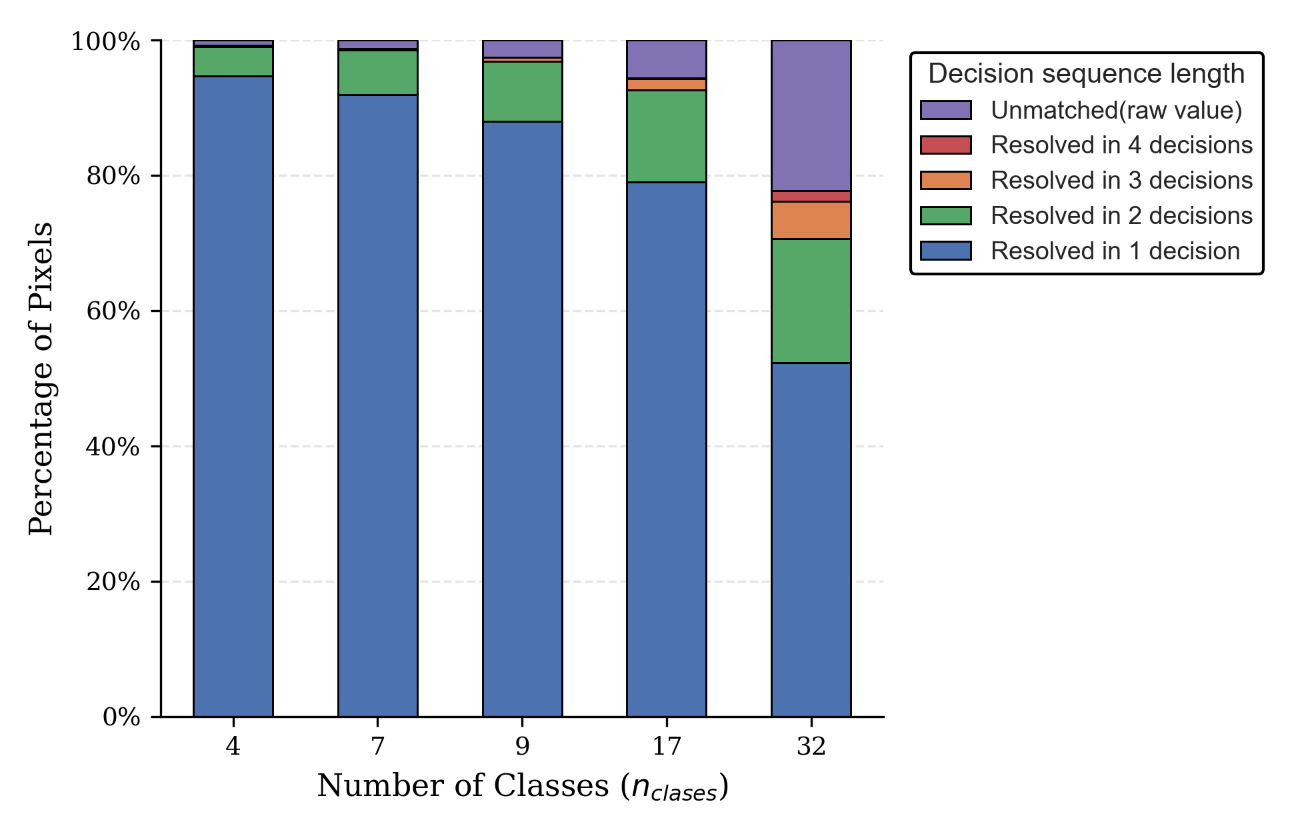 100%
80%
60%
40%
20%
0%
Percentage of Pixels
4 7 9 17 32
Number of Classes (n_clases)
Decision sequence length
Unmatched(raw value)
Resolved in 4 decisions
Resolved in 3 decisions
Resolved in 2 decisions
Resolved in 1 decision